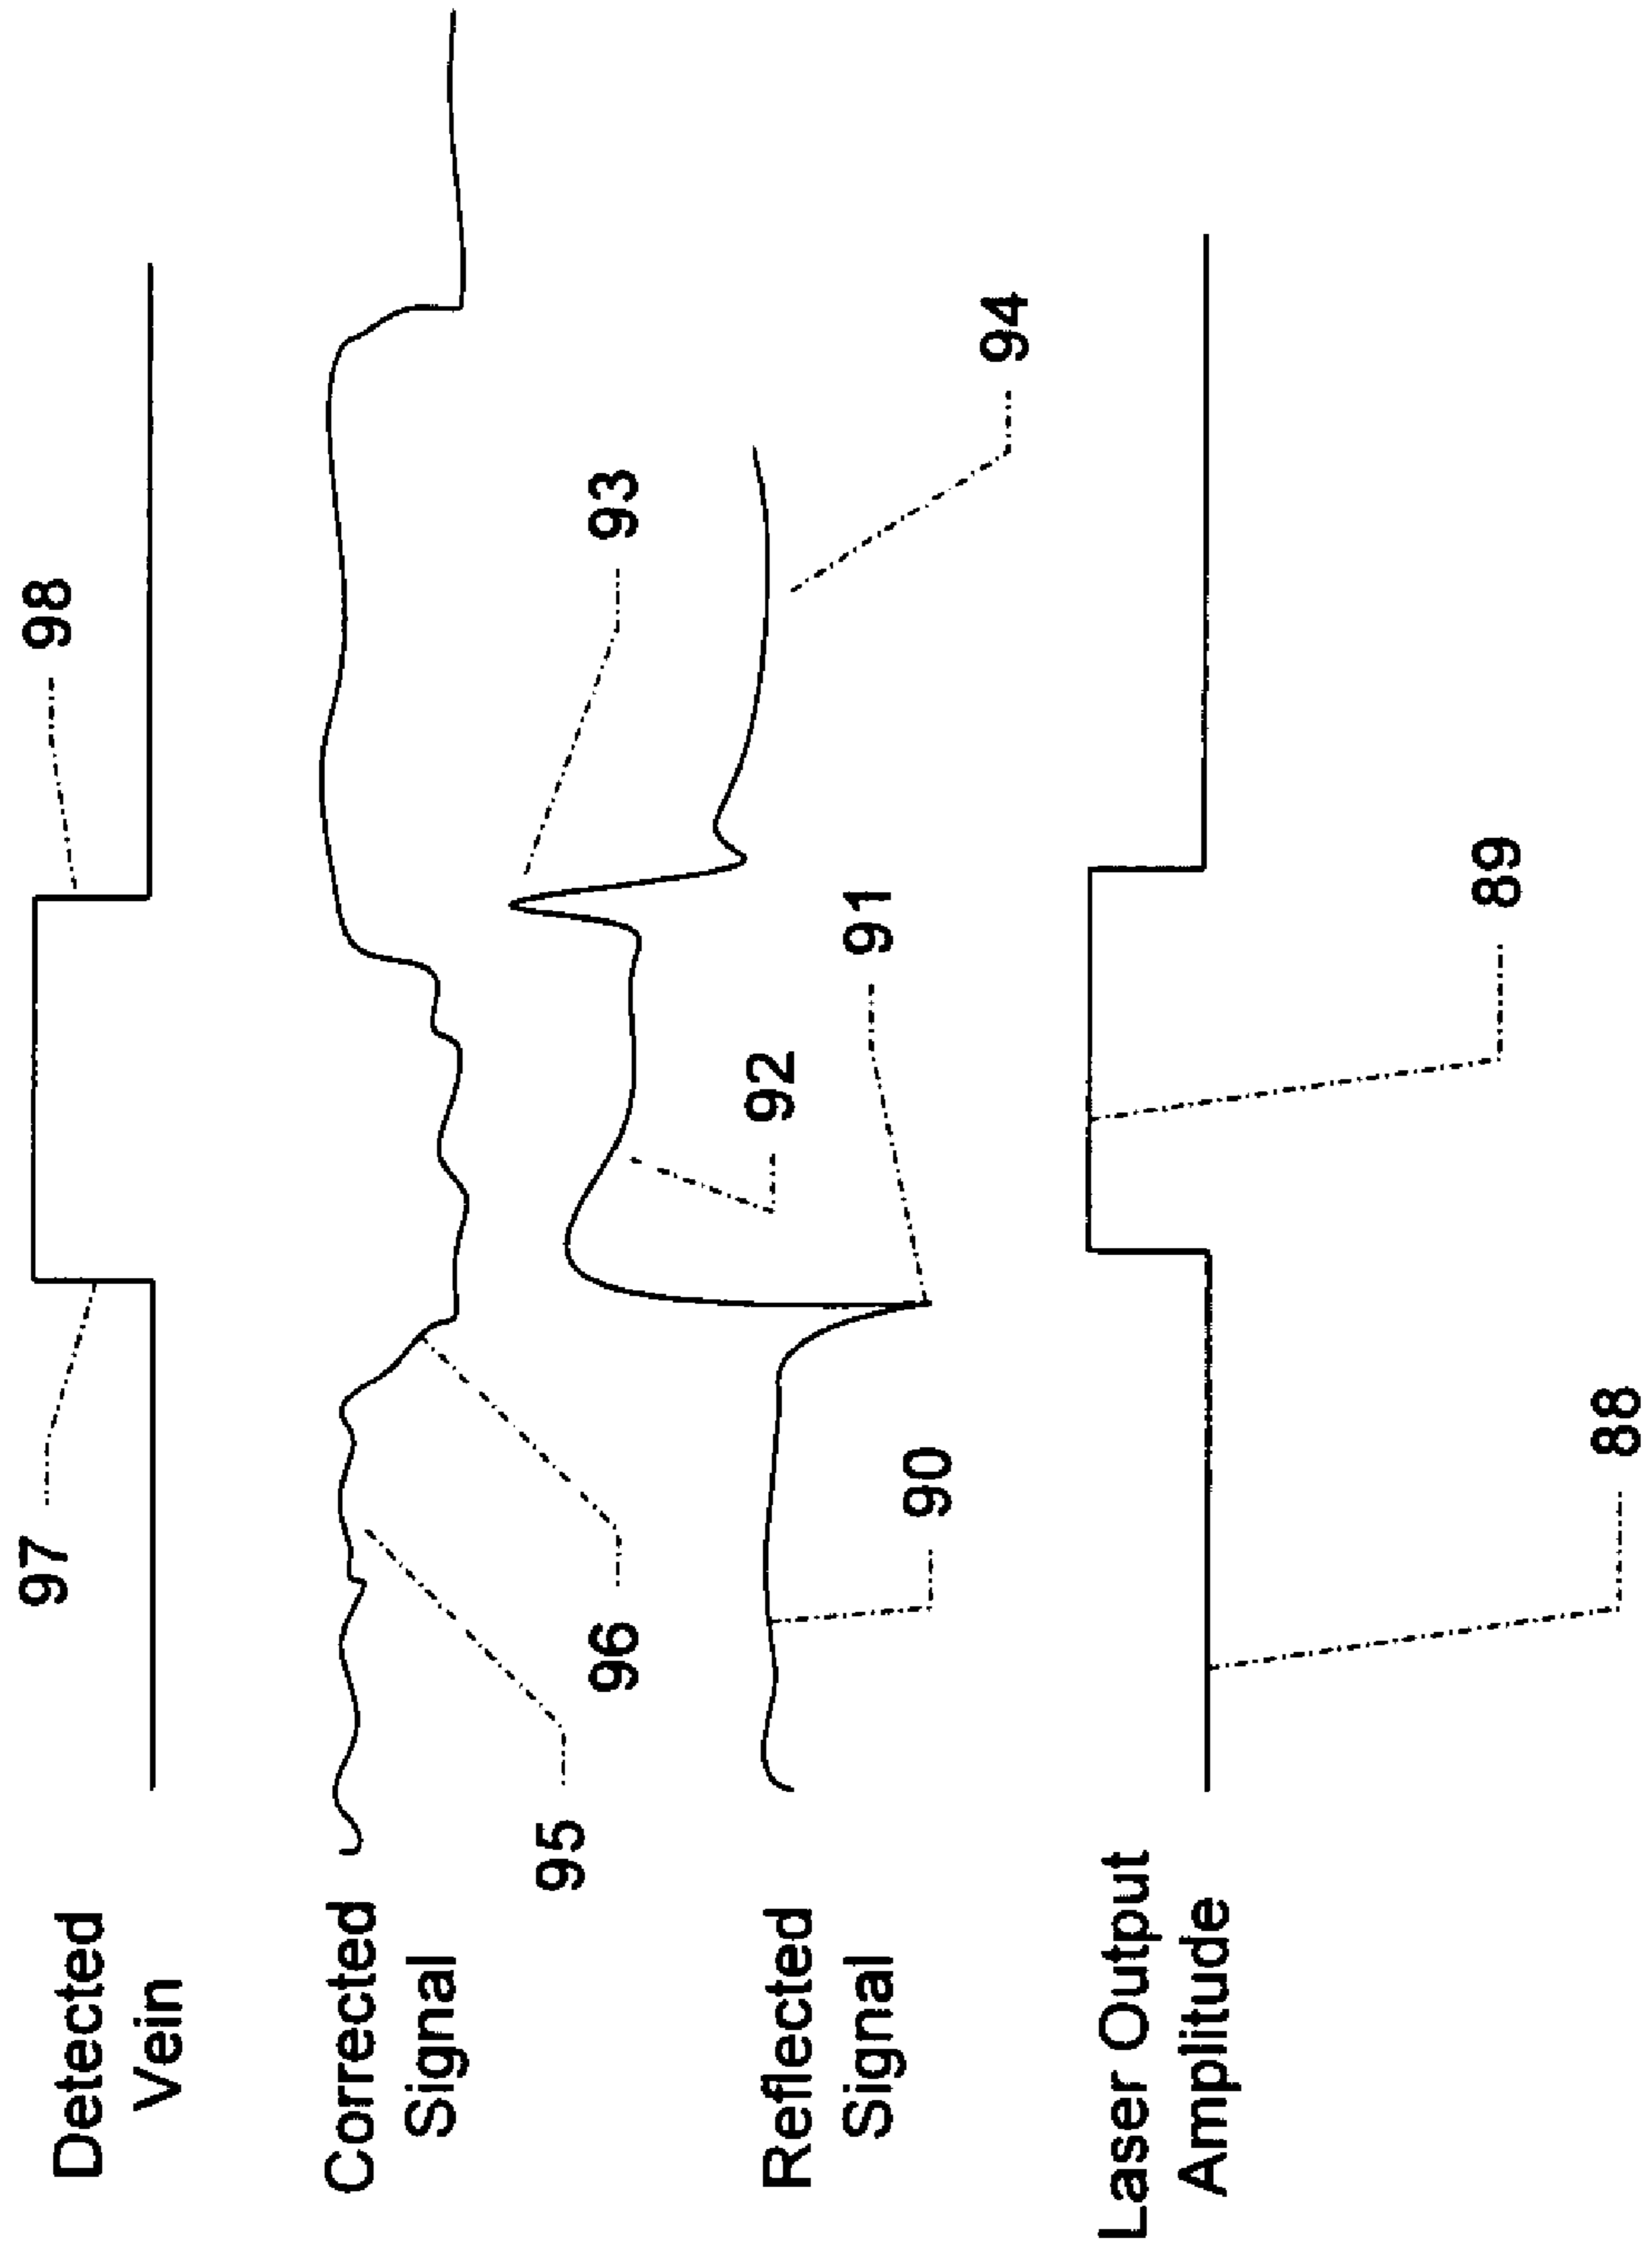 Detected
Vein
97
98
Corrected
Signal
95
96
93
Reflected
Signal
90
92
91
94
Laser Output
Amplitude
88
89